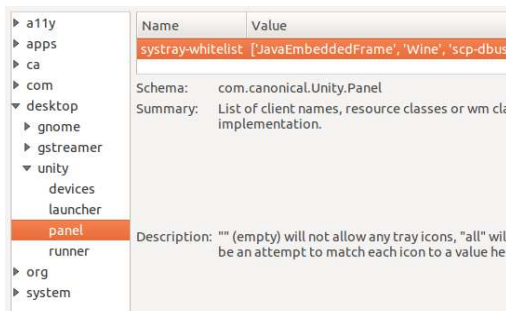 a11y
apps
ca
com
desktop
gnome
gstreamer
unity
devices
launcher
panel
runner
org
system
Name Value
systray-whitelist ['JavaEmbeddedFrame', 'Wine', 'scp-dbus
Schema: com.canonical.Unity.Panel
Summary: List of client names, resource classes or wm cla
implementation.
Description: "" (empty) will not allow any tray icons, "all" wil
be an attempt to match each icon to a value he